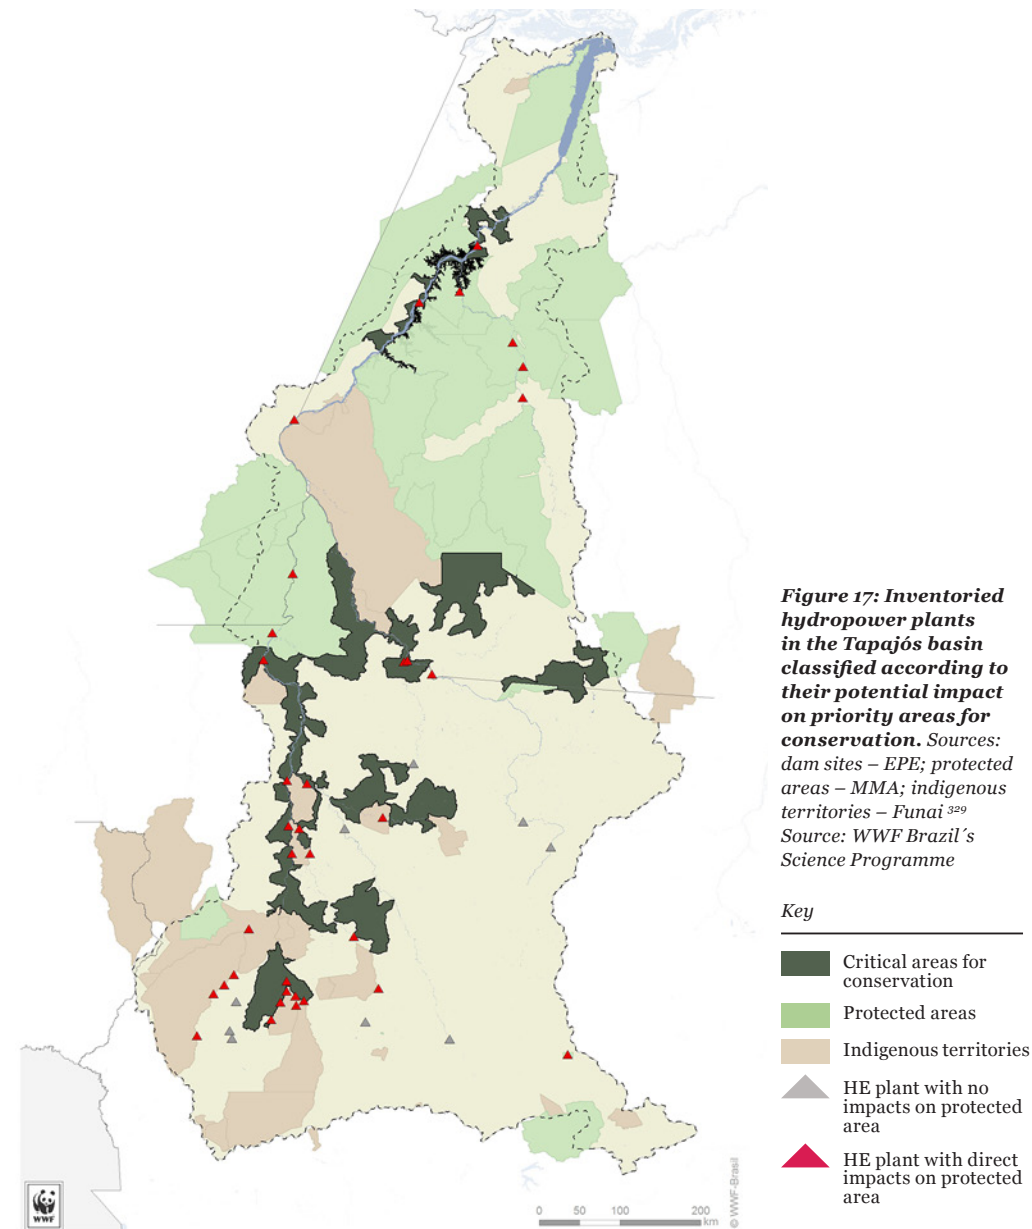 Figure 17: Inventoried
hydropower plants
in the Tapajós basin
classified according to
their potential impact
on priority areas for
conservation. Sources:
dam sites – EPE; protected
areas – MMA; indigenous
territories – Funai 329
Source: WWF Brazil´s
Science Programme
Key
Critical areas for
conservation
Protected areas
Indigenous territories
HE plant with no
impacts on protected
area
HE plant with direct
impacts on protected
area
WWF
0 50 100 200
km
© WWF-Brasil